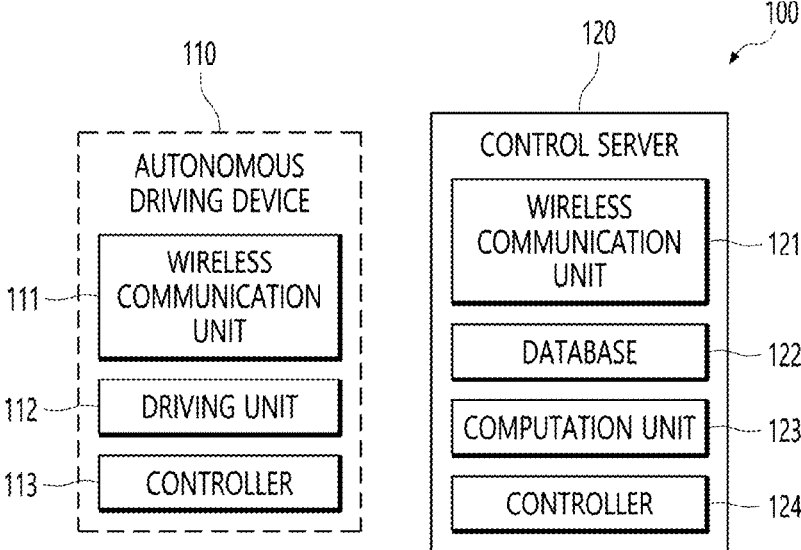 100
110
AUTONOMOUS
DRIVING DEVICE
WIRELESS
COMMUNICATION
UNIT
111
DRIVING UNIT
112
CONTROLLER
113
120
CONTROL SERVER
WIRELESS
COMMUNICATION
UNIT
121
DATABASE
122
COMPUTATION UNIT
123
CONTROLLER
124